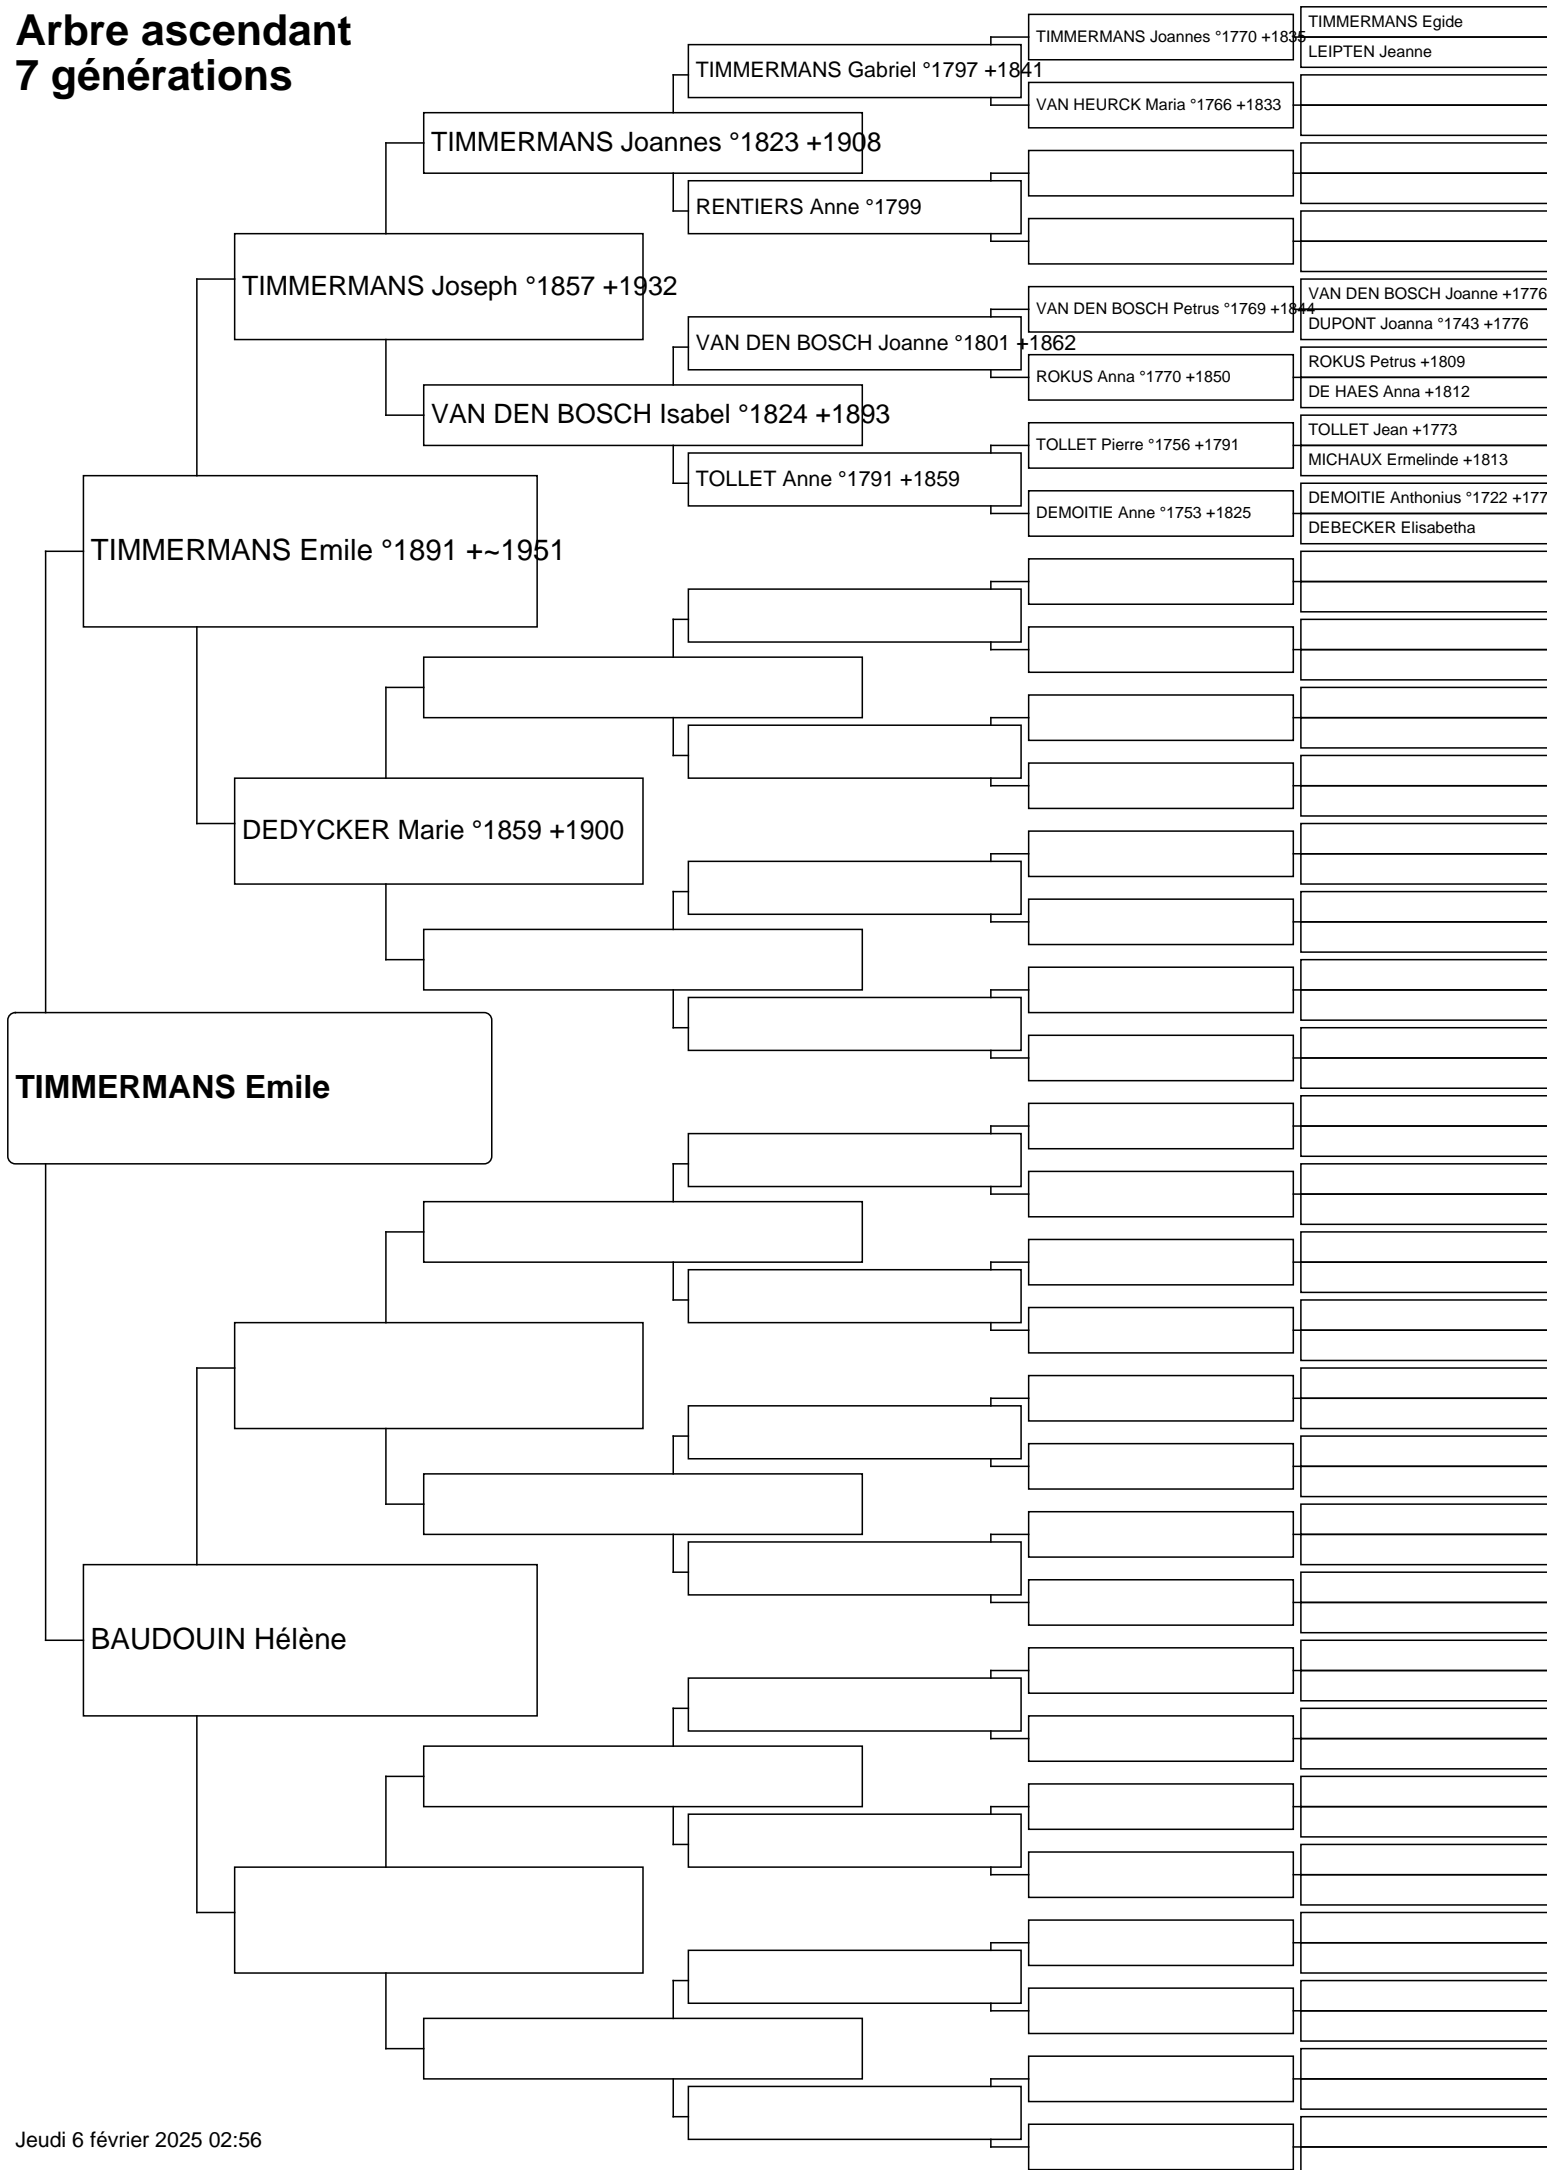 Arbre ascendant
7 générations
TIMMERMANS Egide
TIMMERMANS Joannes °1770 +1835
LEIPTEN Jeanne
TIMMERMANS Gabriel °1797 +1841
VAN HEURCK Maria °1766 +1833
TIMMERMANS Joannes °1823 +1908
RENTIERS Anne °1799
TIMMERMANS Joseph °1857 +1932
VAN DEN BOSCH Joanne +1776
VAN DEN BOSCH Petrus °1769 +1844
DUPONT Joanna °1743 +1776
VAN DEN BOSCH Joanne °1801 +1862
ROKUS Petrus +1809
ROKUS Anna °1770 +1850
DE HAES Anna +1812
VAN DEN BOSCH Isabel °1824 +1893
TOLLET Jean +1773
TOLLET Pierre °1756 +1791
MICHAUX Ermelinde +1813
TOLLET Anne °1791 +1859
DEMOITIE Anthonius °1722 +177
DEMOITIE Anne °1753 +1825
DEBECKER Elisabetha
TIMMERMANS Emile °1891 +~1951
DEDYCKER Marie °1859 +1900
TIMMERMANS Emile
BAUDOUIN Hélène
Jeudi 6 février 2025 02:56